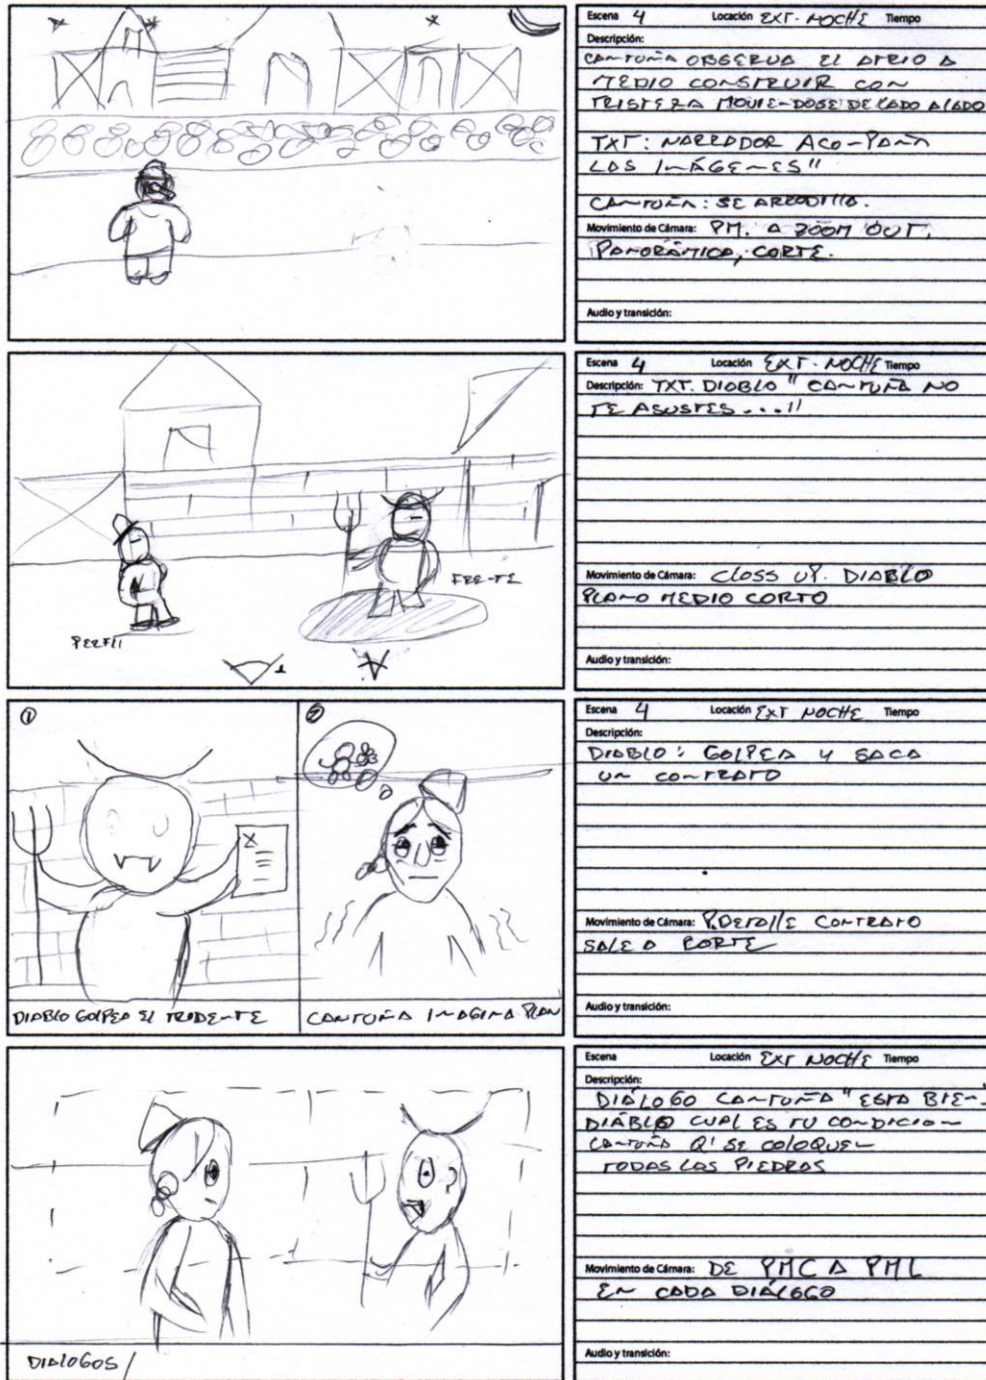 Escena 4 Locación EXT. NOCHE Tiempo
Descripción:
CANTUÑA OBSERVA EL ATRIO A
MEDIO CONSTRUIR CON
TRISTEZA MOVIENDOSE DE LADO A LADO
TXT: NARRADOR ACOMPAÑA
LAS IMÁGENES"
CANTUÑA: SE ARRODILLA.
Movimiento de Cámara: PM. A ZOOM OUT.
PANORÁMICA, CORTE.
Audio y transición:
PERFIL
FRENTE
1
Escena 4 Locación EXT. NOCHE Tiempo
Descripción: TXT. DIABLO " CANTUÑA NO
TE ASUSTES..."
Movimiento de Cámara: CLOSS UP. DIABLO
PLANO MEDIO CORTO
Audio y transición:
1
2
DIABLO GOLPEA EL TRIDENTE
CANTUÑA IMAGINA PLAN
Escena 4 Locación EXT NOCHE Tiempo
Descripción:
DIABLO: GOLPEA Y SACA
UN CONTRATO
Movimiento de Cámara: P. DETALLE CONTRATO
SALE A CORTE
Audio y transición:
DIALOGOS /
Escena Locación EXT NOCHE Tiempo
Descripción:
DIÁLOGO CANTUÑA "ESTA BIEN
DIÁBLO CUAL ES TU CONDICION
CANTUÑA Q' SE COLOQUEN
TODAS LAS PIEDRAS
Movimiento de Cámara: DE PMC A PML
EN CADA DIÁLOGO
Audio y transición: